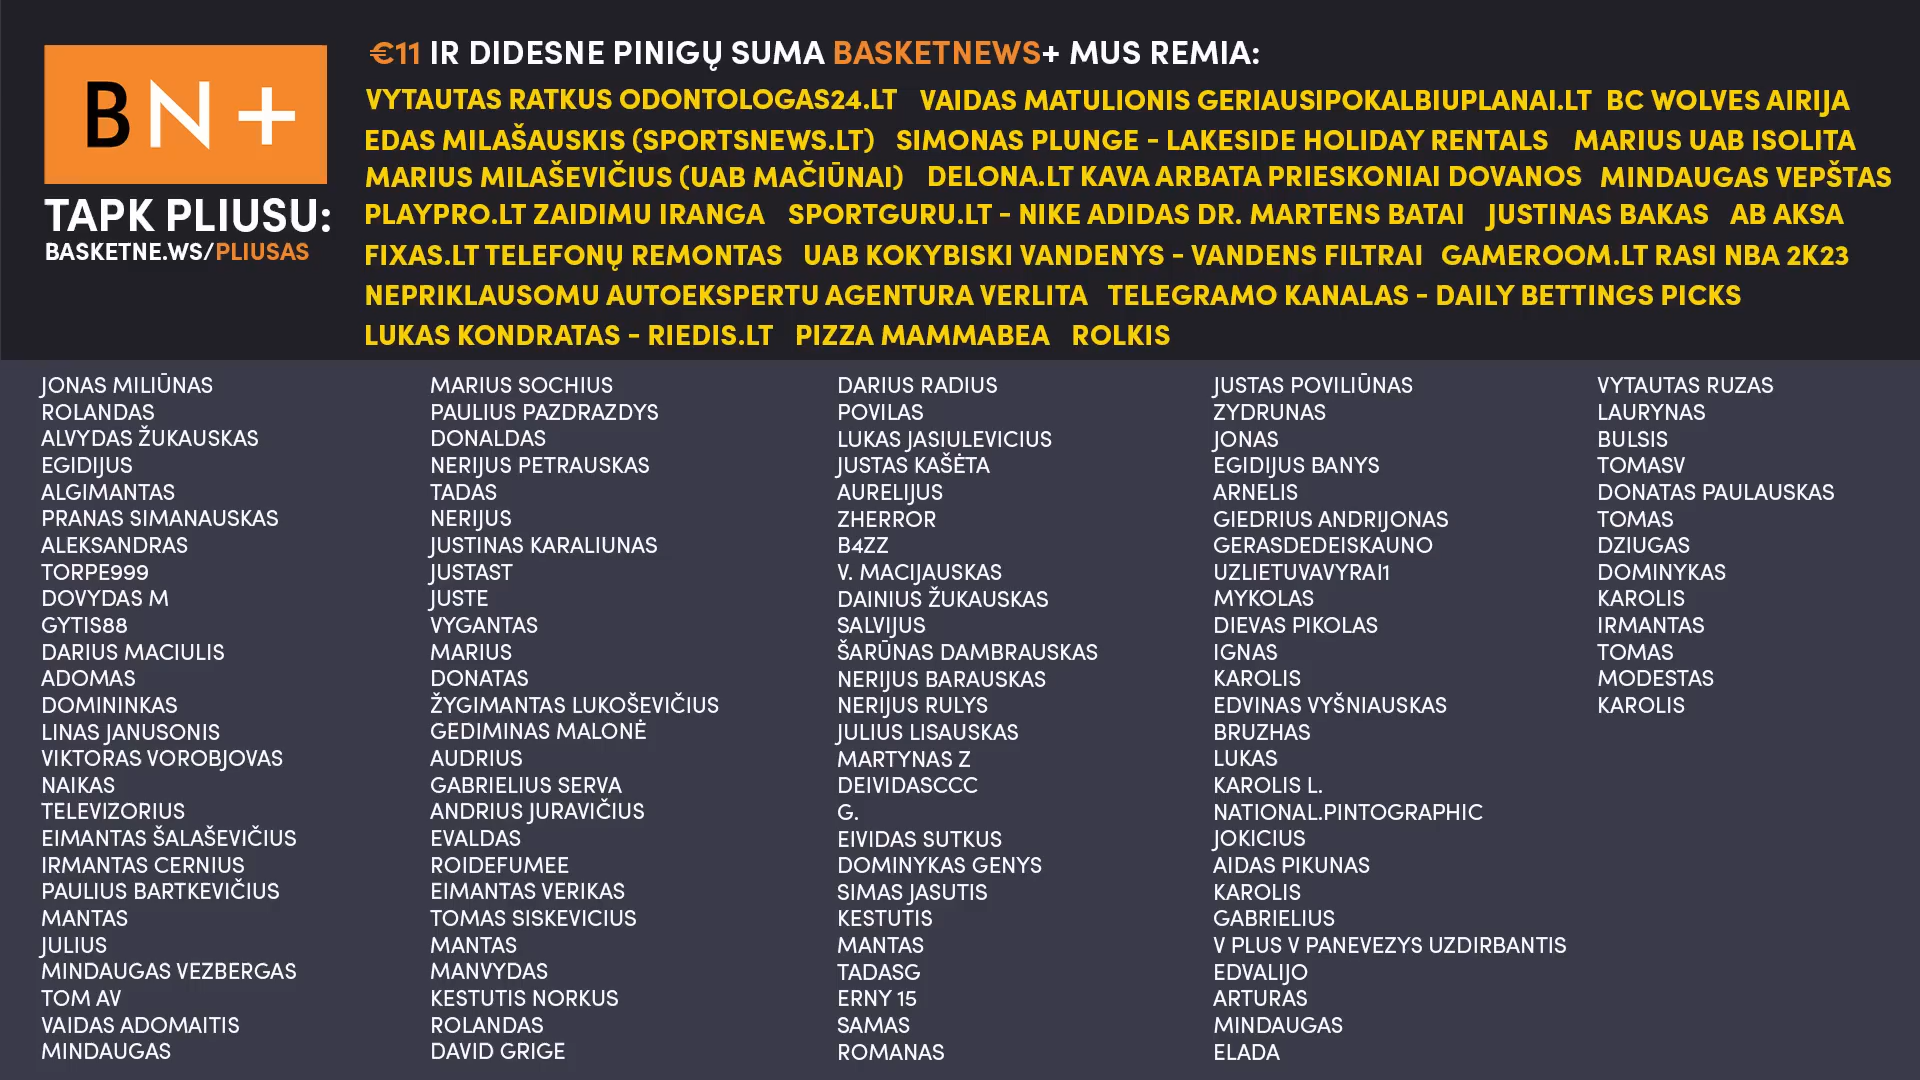 BN+
TAPK PLIUSU:
BASKETNE.WS/PLIUSAS
€11 IR DIDESNE PINIGŲ SUMA BASKETNEWS+ MUS REMIA:
VYTAUTAS RATKUS ODONTOLOGAS24.LT VAIDAS MATULIONIS GERIAUSIPOKALBIUPLANAI.LT BC WOLVES AIRIJA
EDAS MILAŠAUSKIS (SPORTSNEWS.LT) SIMONAS PLUNGE - LAKESIDE HOLIDAY RENTALS MARIUS UAB ISOLITA
MARIUS MILAŠEVIČIUS (UAB MAČIŪNAI) DELONA.LT KAVA ARBATA PRIESKONIAI DOVANOS MINDAUGAS VEPŠTAS
PLAYPRO.LT ZAIDIMU IRANGA SPORTGURU.LT - NIKE ADIDAS DR. MARTENS BATAI JUSTINAS BAKAS AB AKSA
FIXAS.LT TELEFONŲ REMONTAS UAB KOKYBISKI VANDENYS - VANDENS FILTRAI GAMEROOM.LT RASI NBA 2K23
NEPRIKLAUSOMU AUTOEKSPERTU AGENTURA VERLITA TELEGRAMO KANALAS - DAILY BETTINGS PICKS
LUKAS KONDRATAS - RIEDIS.LT PIZZA MAMMABEA ROLKIS
JONAS MILIŪNAS
ROLANDAS
ALVYDAS ŽUKAUSKAS
EGIDIJUS
ALGIMANTAS
PRANAS SIMANAUSKAS
ALEKSANDRAS
TORPE999
DOVYDAS M
GYTIS88
DARIUS MACIULIS
ADOMAS
DOMININKAS
LINAS JANUSONIS
VIKTORAS VOROBJOVAS
NAIKAS
TELEVIZORIUS
EIMANTAS ŠALAŠEVIČIUS
IRMANTAS CERNIUS
PAULIUS BARTKEVIČIUS
MANTAS
JULIUS
MINDAUGAS VEZBERGAS
TOM AV
VAIDAS ADOMAITIS
MINDAUGAS
MARIUS SOCHIUS
PAULIUS PAZDRAZDYS
DONALDAS
NERIJUS PETRAUSKAS
TADAS
NERIJUS
JUSTINAS KARALIUNAS
JUSTAST
JUSTE
VYGANTAS
MARIUS
DONATAS
ŽYGIMANTAS LUKOŠEVIČIUS
GEDIMINAS MALONĖ
AUDRIUS
GABRIELIUS SERVA
ANDRIUS JURAVIČIUS
EVALDAS
ROIDEFUMEE
EIMANTAS VERIKAS
TOMAS SISKEVICIUS
MANTAS
MANVYDAS
KESTUTIS NORKUS
ROLANDAS
DAVID GRIGE
DARIUS RADIUS
POVILAS
LUKAS JASIULEVICIUS
JUSTAS KAŠĖTA
AURELIJUS
ZHERROR
B4ZZ
V. MACIJAUSKAS
DAINIUS ŽUKAUSKAS
SALVIJUS
ŠARŪNAS DAMBRAUSKAS
NERIJUS BARAUSKAS
NERIJUS RULYS
JULIUS LISAUSKAS
MARTYNAS Z
DEIVIDASCCC
G.
EIVIDAS SUTKUS
DOMINYKAS GENYS
SIMAS JASUTIS
KESTUTIS
MANTAS
TADASG
ERNY 15
SAMAS
ROMANAS
JUSTAS POVILIŪNAS
ZYDRUNAS
JONAS
EGIDIJUS BANYS
ARNELIS
GIEDRIUS ANDRIJONAS
GERASDEDEISKAUNO
UZLIETUVAVYRAI1
MYKOLAS
DIEVAS PIKOLAS
IGNAS
KAROLIS
EDVINAS VYŠNIAUSKAS
BRUZHAS
LUKAS
KAROLIS L.
NATIONAL.PINTOGRAPHIC
JOKICIUS
AIDAS PIKUNAS
KAROLIS
GABRIELIUS
V PLUS V PANEVEZYS UZDIRBANTIS
EDVALIJO
ARTURAS
MINDAUGAS
ELADA
VYTAUTAS RUZAS
LAURYNAS
BULSIS
TOMASV
DONATAS PAULAUSKAS
TOMAS
DZIUGAS
DOMINYKAS
KAROLIS
IRMANTAS
TOMAS
MODESTAS
KAROLIS